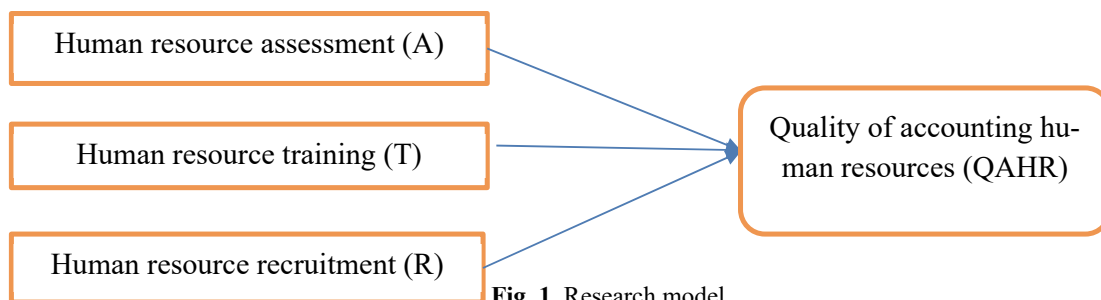 Human resource assessment (A)
Human resource training (T)
Quality of accounting hu-
man resources (QAHR)
Human resource recruitment (R)
Fig. 1. Research model